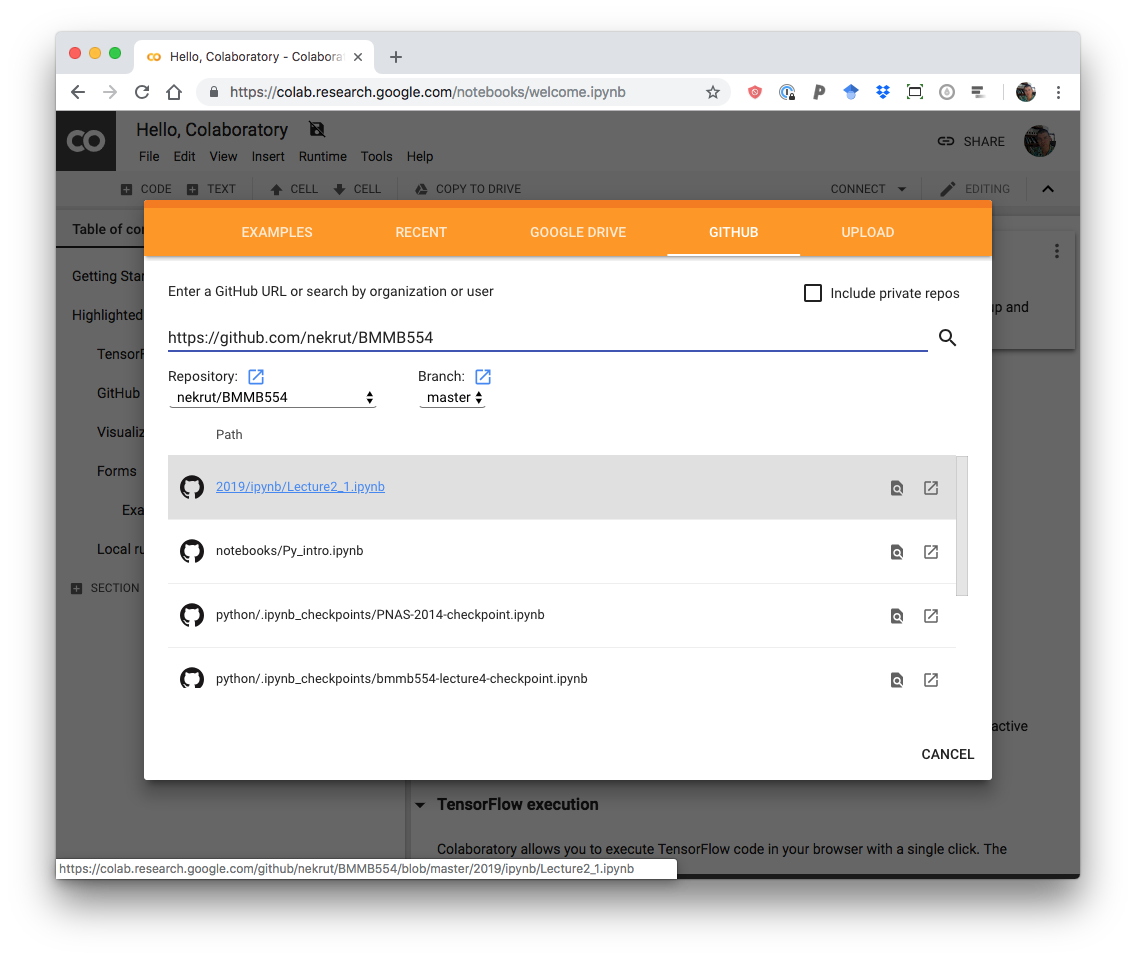 Hello, Colaboratory - Colabora
https://colab.research.google.com/notebooks/welcome.ipynb
CO Hello, Colaboratory
File Edit View Insert Runtime Tools Help
SHARE
CODE TEXT CELL CELL COPY TO DRIVE CONNECT EDITING
Table of con
EXAMPLES RECENT GOOGLE DRIVE GITHUB UPLOAD
Getting Star
Enter a GitHub URL or search by organization or user
Include private repos
Highlighted
up and
https://github.com/nekrut/BMMB554
TensorF
Repository: Branch:
GitHub
nekrut/BMMB554 master
Visualiz
Path
Forms
2019/ipynb/Lecture2_1.ipynb
Exa
Local ru
notebooks/Py_intro.ipynb
SECTION
python/.ipynb_checkpoints/PNAS-2014-checkpoint.ipynb
python/.ipynb_checkpoints/bmmb554-lecture4-checkpoint.ipynb
active
CANCEL
TensorFlow execution
Colaboratory allows you to execute TensorFlow code in your browser with a single click. The
https://colab.research.google.com/github/nekrut/BMMB554/blob/master/2019/ipynb/Lecture2_1.ipynb